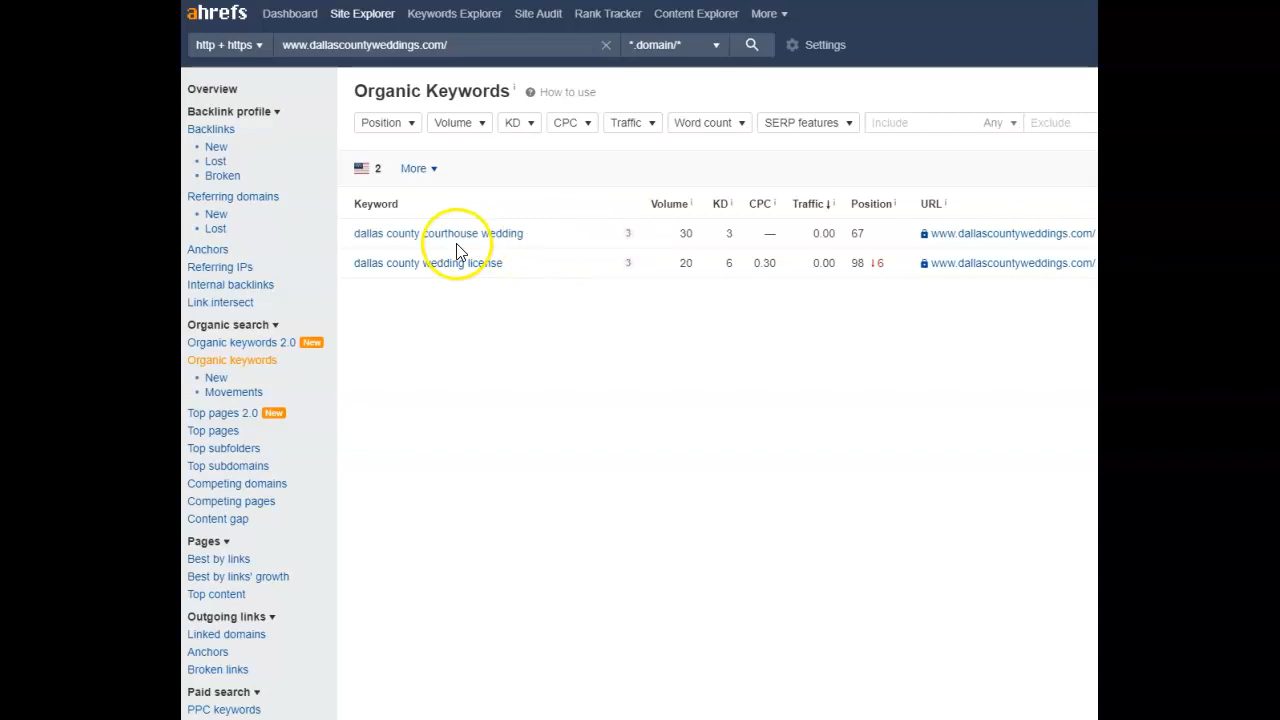 ahrefs Dashboard Site Explorer Keywords Explorer Site Audit Rank Tracker Content Explorer More
http + https www.dallascountyweddings.com/ *.domain/* Settings
Overview
Backlink profile
Backlinks
New
Lost
Broken
Referring domains
New
Lost
Anchors
Referring IPs
Internal backlinks
Link intersect
Organic search
Organic keywords 2.0 New
Organic keywords
New
Movements
Top pages 2.0 New
Top pages
Top subfolders
Top subdomains
Competing domains
Competing pages
Content gap
Pages
Best by links
Best by links' growth
Top content
Outgoing links
Linked domains
Anchors
Broken links
Paid search
PPC keywords
Organic Keywords i ? How to use
Position Volume KD CPC Traffic Word count SERP features Include Any Exclude
2 More
Keyword Volume i KD i CPC i Traffic↓ i Position i URL i
dallas county courthouse wedding 3 30 3 — 0.00 67 www.dallascountyweddings.com/
dallas county wedding license 3 20 6 0.30 0.00 98 ↓6 www.dallascountyweddings.com/